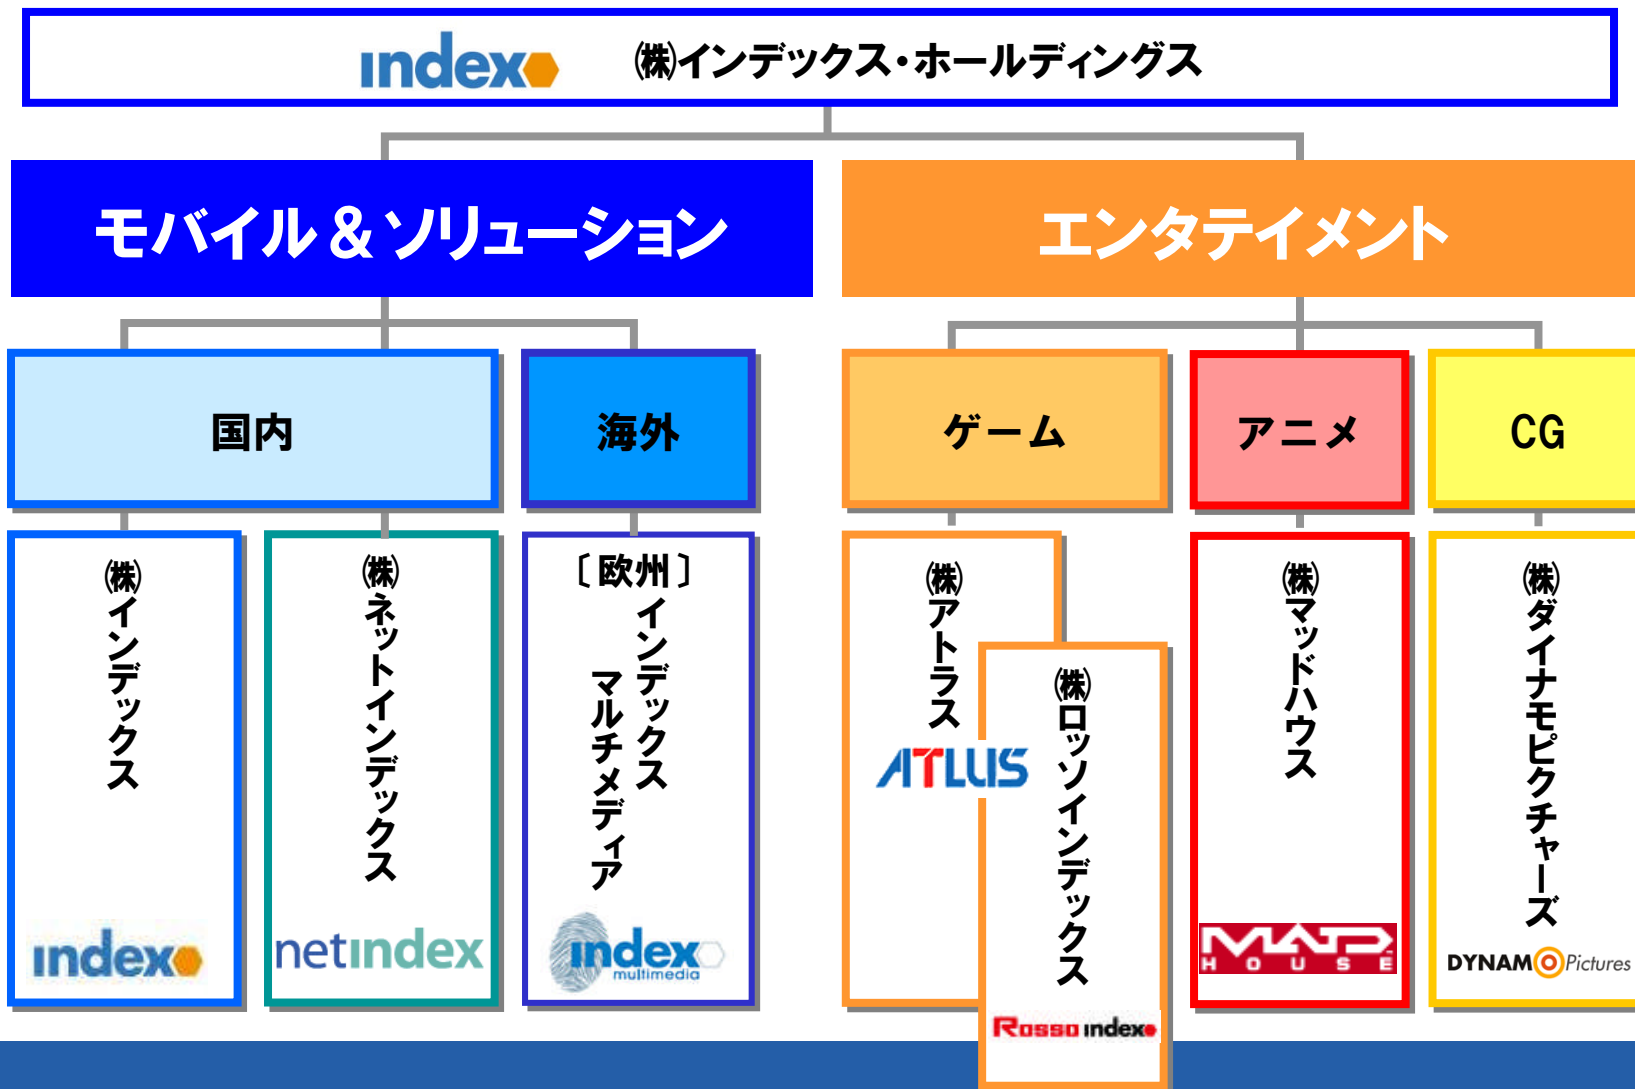 index ㈱インデックス・ホールディングス
モバイル＆ソリューション
エンタテイメント
国内
海外
ゲーム
アニメ
CG
㈱インデックス
index
㈱ネットインデックス
netindex
〔欧州〕
インデックス
マルチメディア
index
multimedia
㈱アトラス
ATLUS
㈱ロッソインデックス
Rosso index
㈱マッドハウス
MAD
HOUSE
㈱ダイナモピクチャーズ
DYNAMO Pictures